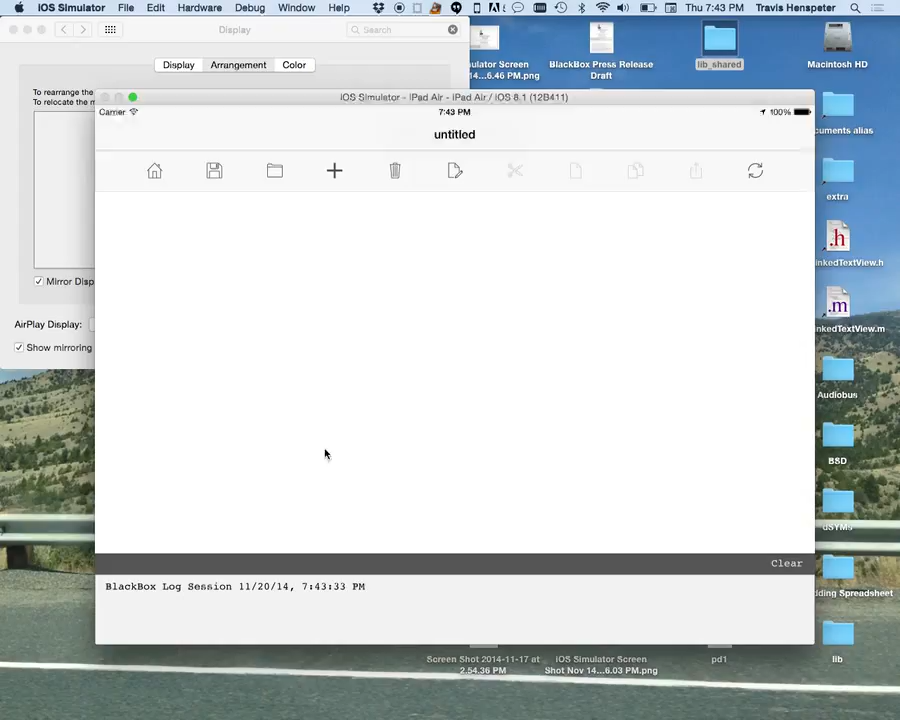 iOS Simulator File Edit Hardware Debug Window Help Thu 7:43 PM Travis Henspeter
Display
Search
Display Arrangement Color
To rearrange the
To relocate the m
Mirror Disp
AirPlay Display:
Show mirroring
iOS Simulator - iPad Air - iPad Air / iOS 8.1 (12B411)
Carrier 7:43 PM 100%
untitled
Clear
BlackBox Log Session 11/20/14, 7:43:33 PM
ulator Screen
14...6.46 PM.png
BlackBox Press Release
Draft
lib_shared
Macintosh HD
cuments alias
extra
.h
inkedTextView.h
.m
inkedTextView.m
Audiobus
BSD
dSYMs
dding Spreadsheet
lib
Screen Shot 2014-11-17 at
2.54.36 PM
iOS Simulator Screen
Shot Nov 14...6.03 PM.png
pd1